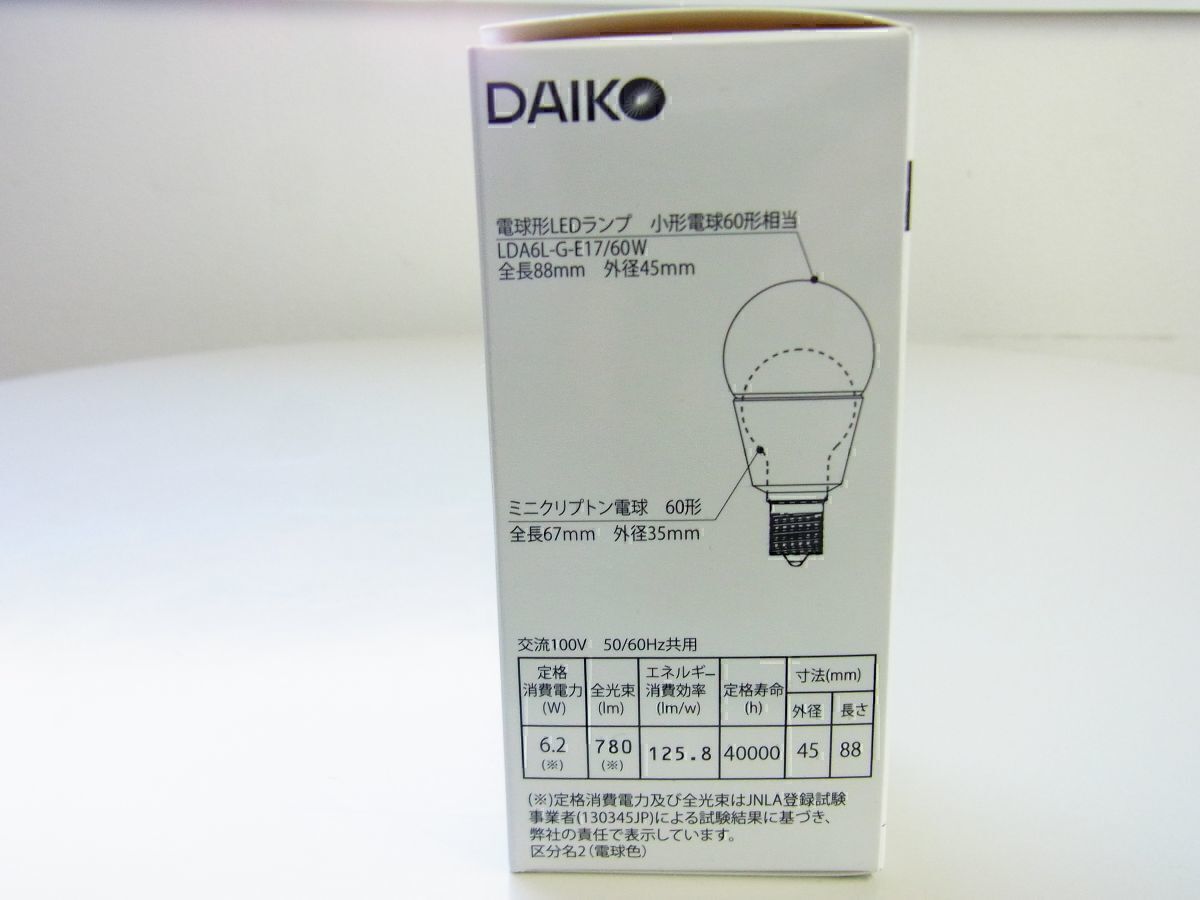 DAIKO
電球形LEDランプ 小形電球60形相当
LDA6L-G-E17/60W
全長88mm 外径45mm
ミニクリプトン電球 60形
全長67mm 外径35mm
交流100V 50/60Hz共用
定格
消費電力
(W)
全光束
(lm)
エネルギー
消費効率
(lm/w)
定格寿命
(h)
寸法(mm)
外径
長さ
6.2
(※)
780
(※)
125.8
40000
45
88
(※)定格消費電力及び全光束はJNLA登録試験
事業者(130345JP)による試験結果に基づき、
弊社の責任で表示しています。
区分名2(電球色)